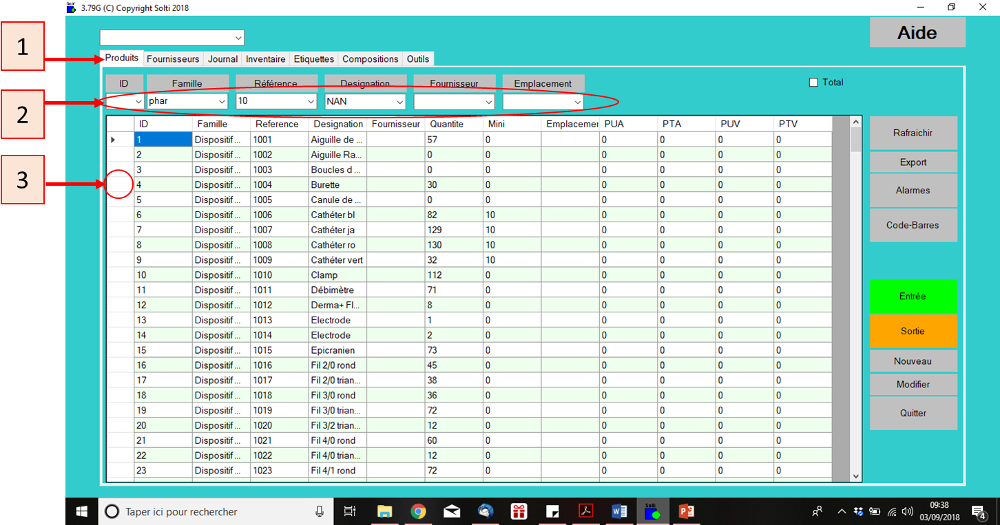 Solti
3.79G (C) Copyright Solti 2018
Aide
1
Produits Fournisseurs Journal Inventaire Etiquettes Compositions Outils
ID Famille Référence Designation Fournisseur Emplacement Total
2
phar 10 NAN
ID Famille Reference Designation Fournisseur Quantite Mini Emplacemer PUA PTA PUV PTV
1 Dispositif ... 1001 Aiguille de ... 57 0 0 0 0 0
2 Dispositif ... 1002 Aiguille Ra... 0 0 0 0 0 0
3 Dispositif ... 1003 Boucles d ... 0 0 0 0 0 0
3
4 Dispositif ... 1004 Burette 30 0 0 0 0 0
5 Dispositif ... 1005 Canule de ... 0 0 0 0 0 0
6 Dispositif ... 1006 Cathéter bl 82 10 0 0 0 0
7 Dispositif ... 1007 Cathéter ja 129 10 0 0 0 0
8 Dispositif ... 1008 Cathéter ro 130 10 0 0 0 0
9 Dispositif ... 1009 Cathéter vert 32 10 0 0 0 0
10 Dispositif ... 1010 Clamp 112 0 0 0 0 0
11 Dispositif ... 1011 Débimètre 71 0 0 0 0 0
12 Dispositif ... 1012 Derma+ Fl... 8 0 0 0 0 0
13 Dispositif ... 1013 Electrode 1 0 0 0 0 0
14 Dispositif ... 1014 Electrode 2 0 0 0 0 0
15 Dispositif ... 1015 Epicranien 73 0 0 0 0 0
16 Dispositif ... 1016 Fil 2/0 rond 45 0 0 0 0 0
17 Dispositif ... 1017 Fil 2/0 trian... 38 0 0 0 0 0
18 Dispositif ... 1018 Fil 3/0 rond 36 0 0 0 0 0
19 Dispositif ... 1019 Fil 3/0 trian... 72 0 0 0 0 0
20 Dispositif ... 1020 Fil 3/2 trian... 12 0 0 0 0 0
21 Dispositif ... 1021 Fil 4/0 rond 60 0 0 0 0 0
22 Dispositif ... 1022 Fil 4/0 trian... 12 0 0 0 0 0
23 Dispositif ... 1023 Fil 4/1 rond 72 0 0 0 0 0
Rafraichir
Export
Alarmes
Code-Barres
Entrée
Sortie
Nouveau
Modifier
Quitter
Taper ici pour rechercher
Solti
09:38
03/09/2018
4